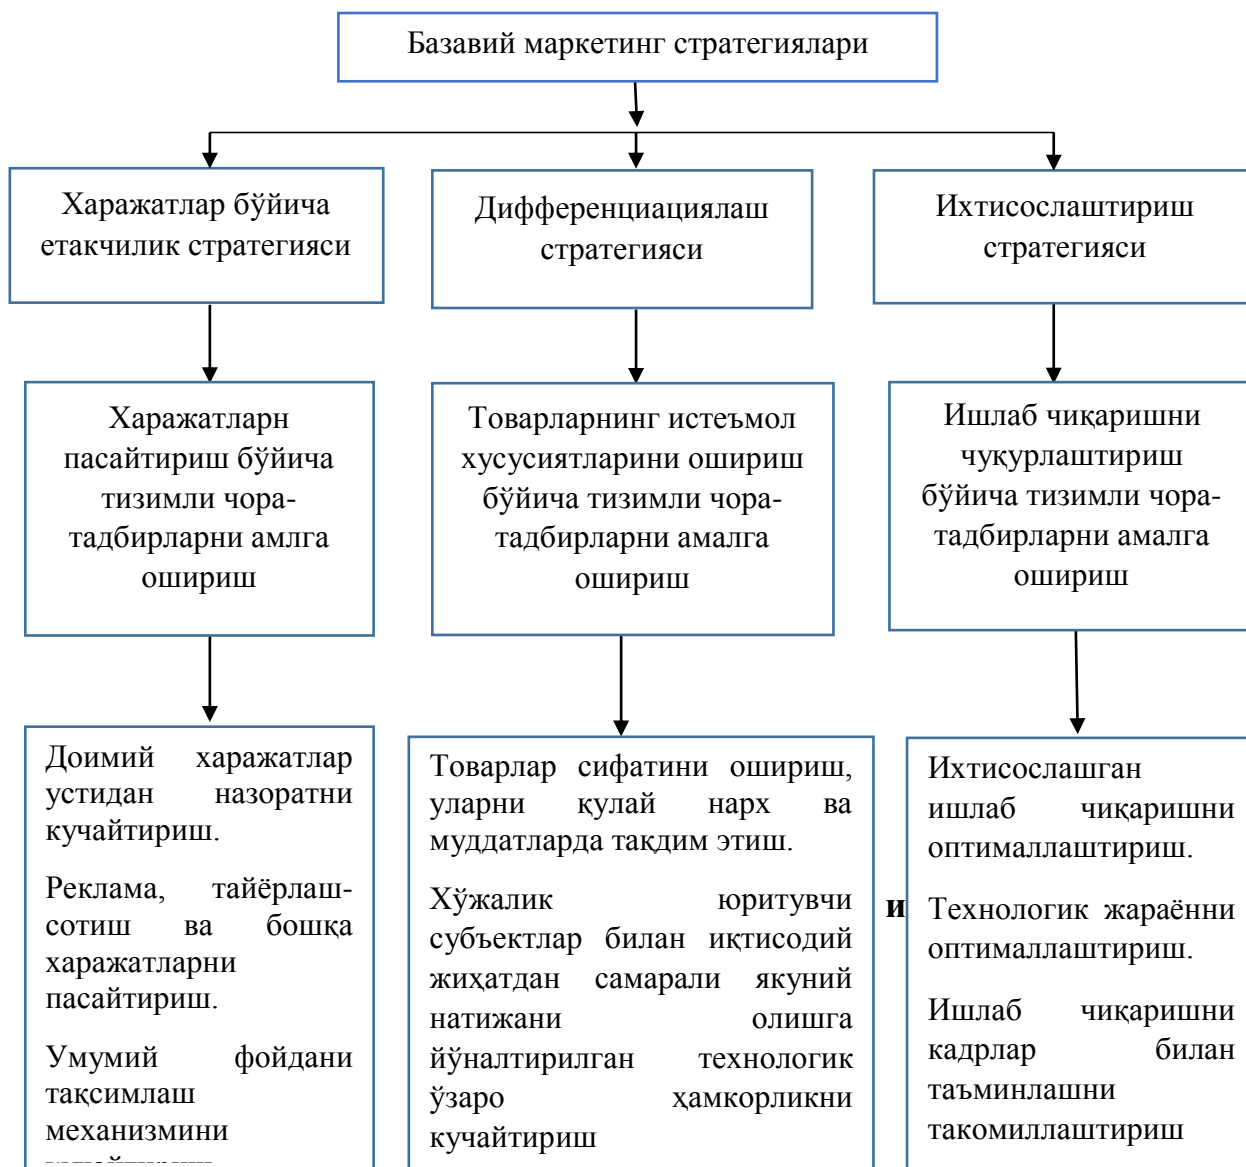 Базавий маркетинг стратегиялари
Харажатлар бўйича
етакчилик стратегияси
Дифференциациялаш
стратегияси
Ихтисослаштириш
стратегияси
Харажатларн
пасайтириш бўйича
тизимли чора-
тадбирларни амлга
ошириш
Товарларнинг истеъмол
хусусиятларини ошириш
бўйича тизимли чора-
тадбирларни амалга
ошириш
Ишлаб чиқаришни
чуқурлаштириш
бўйича тизимли чора-
тадбирларни амалга
ошириш
Доимий харажатлар
устидан назоратни
кучайтириш.
Реклама, тайёрлаш-
сотиш ва бошқа
харажатларни
пасайтириш.
Умумий фойдани
тақсимлаш
механизмини
Товарлар сифатини ошириш,
уларни қулай нарх ва
муддатларда тақдим этиш.
Хўжалик юритувчи
субъектлар билан иқтисодий
жиҳатдан самарали якуний
натижани олишга
йўналтирилган технологик
ўзаро ҳамкорликни
кучайтириш
и
Ихтисослашган
ишлаб чиқаришни
оптималлаштириш.
Технологик жараённи
оптималлаштириш.
Ишлаб чиқаришни
кадрлар билан
таъминлашни
такомиллаштириш